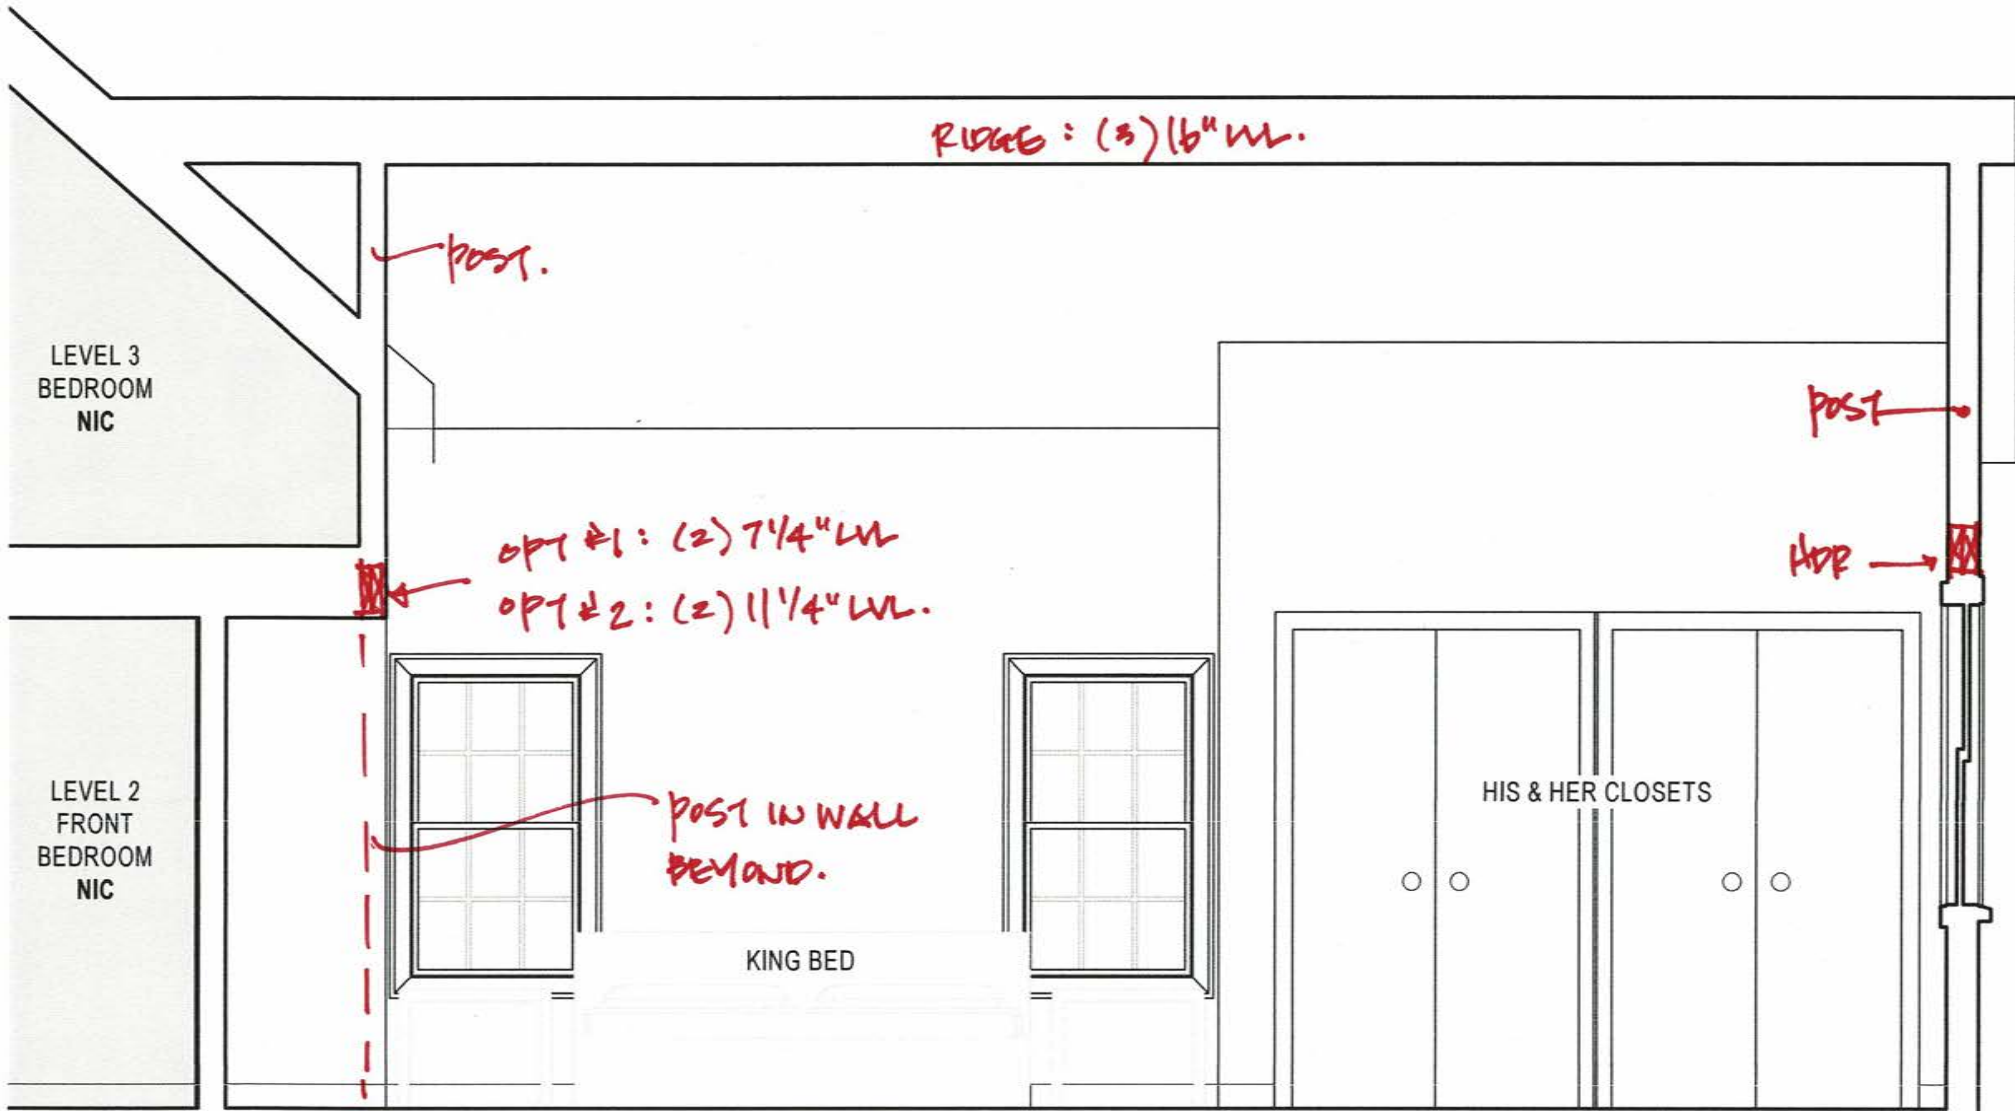 RIDGE : (3) 16" LVL.
POST.
LEVEL 3
BEDROOM
NIC
POST
OPT #1 : (2) 7 1/4" LVL
OPT #2 : (2) 11 1/4" LVL.
HDR
LEVEL 2
FRONT
BEDROOM
NIC
POST IN WALL
BEYOND.
HIS & HER CLOSETS
KING BED